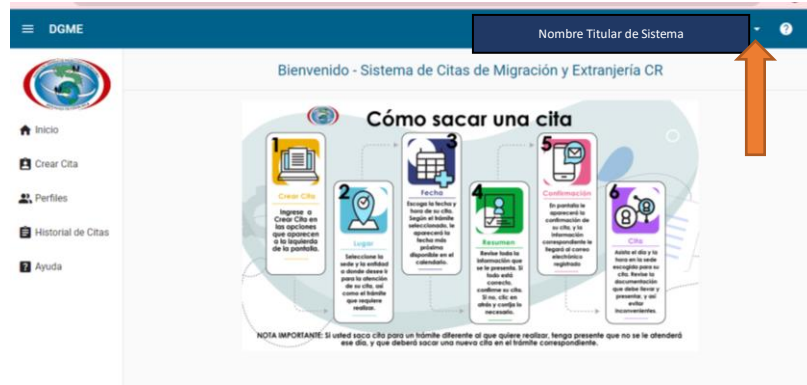 DGME
Nombre Titular de Sistema
Bienvenido - Sistema de Citas de Migración y Extranjería CR
Inicio
Crear Cita
Perfiles
Historial de Citas
Ayuda
Cómo sacar una cita
1
Crear Cita
Ingrese a
Crear Cita en
las opciones
que aparecen
a la izquierda
de la pantalla.
2
Lugar
Seleccione la
sede y la entidad
a donde desee ir
para la atención
de su cita, así
como el trámite
que requiere
realizar.
3
Fecha
Escoga la fecha y
hora de su cita.
Según el trámite
seleccionado, le
aparecerá la
fecha más
próxima
disponible en el
calendario.
4
Resumen
Revise toda la
información que
se le presenta. Si
todo está
correcto,
confirme su cita.
Si no, clic en
atrás y corrija lo
necesario.
5
Confirmación
En pantalla le
aparecerá la
confirmación de
su cita, y la
información
correspondiente le
llegará al correo
electrónico
registrado
6
Cita
Asista el día y la
hora en la sede
escogida para su
cita. Revise la
documentación
que debe llevar y
presentar, y así
evitar
inconvenientes.
NOTA IMPORTANTE: Si usted saca cita para un trámite diferente al que quiere realizar, tenga presente que no se le atenderá
ese día, y que deberá sacar una nueva cita en el trámite correspondiente.